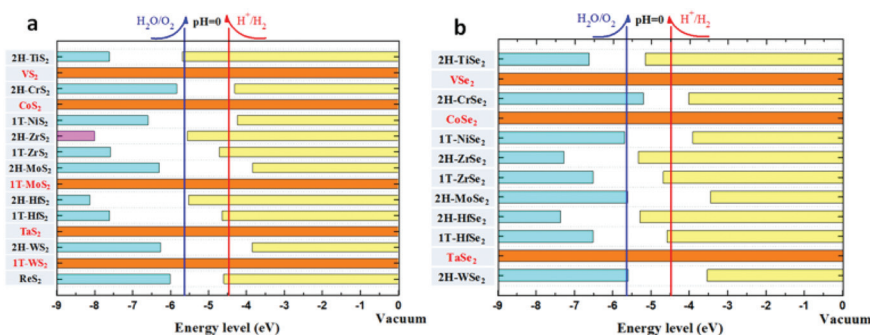 a
H₂O/O₂ pH=0 H⁺/H₂
2H-TiS₂
VS₂
2H-CrS₂
CoS₂
1T-NiS₂
2H-ZrS₂
1T-ZrS₂
2H-MoS₂
1T-MoS₂
2H-HfS₂
1T-HfS₂
TaS₂
2H-WS₂
1T-WS₂
ReS₂
-9 -8 -7 -6 -5 -4 -3 -2 -1 0
Vacuum
Energy level (eV)
b
H₂O/O₂ pH=0 H⁺/H₂
2H-TiSe₂
VSe₂
2H-CrSe₂
CoSe₂
1T-NiSe₂
2H-ZrSe₂
1T-ZrSe₂
2H-MoSe₂
2H-HfSe₂
1T-HfSe₂
TaSe₂
2H-WSe₂
-9 -8 -7 -6 -5 -4 -3 -2 -1 0
Vacuum
Energy level (eV)